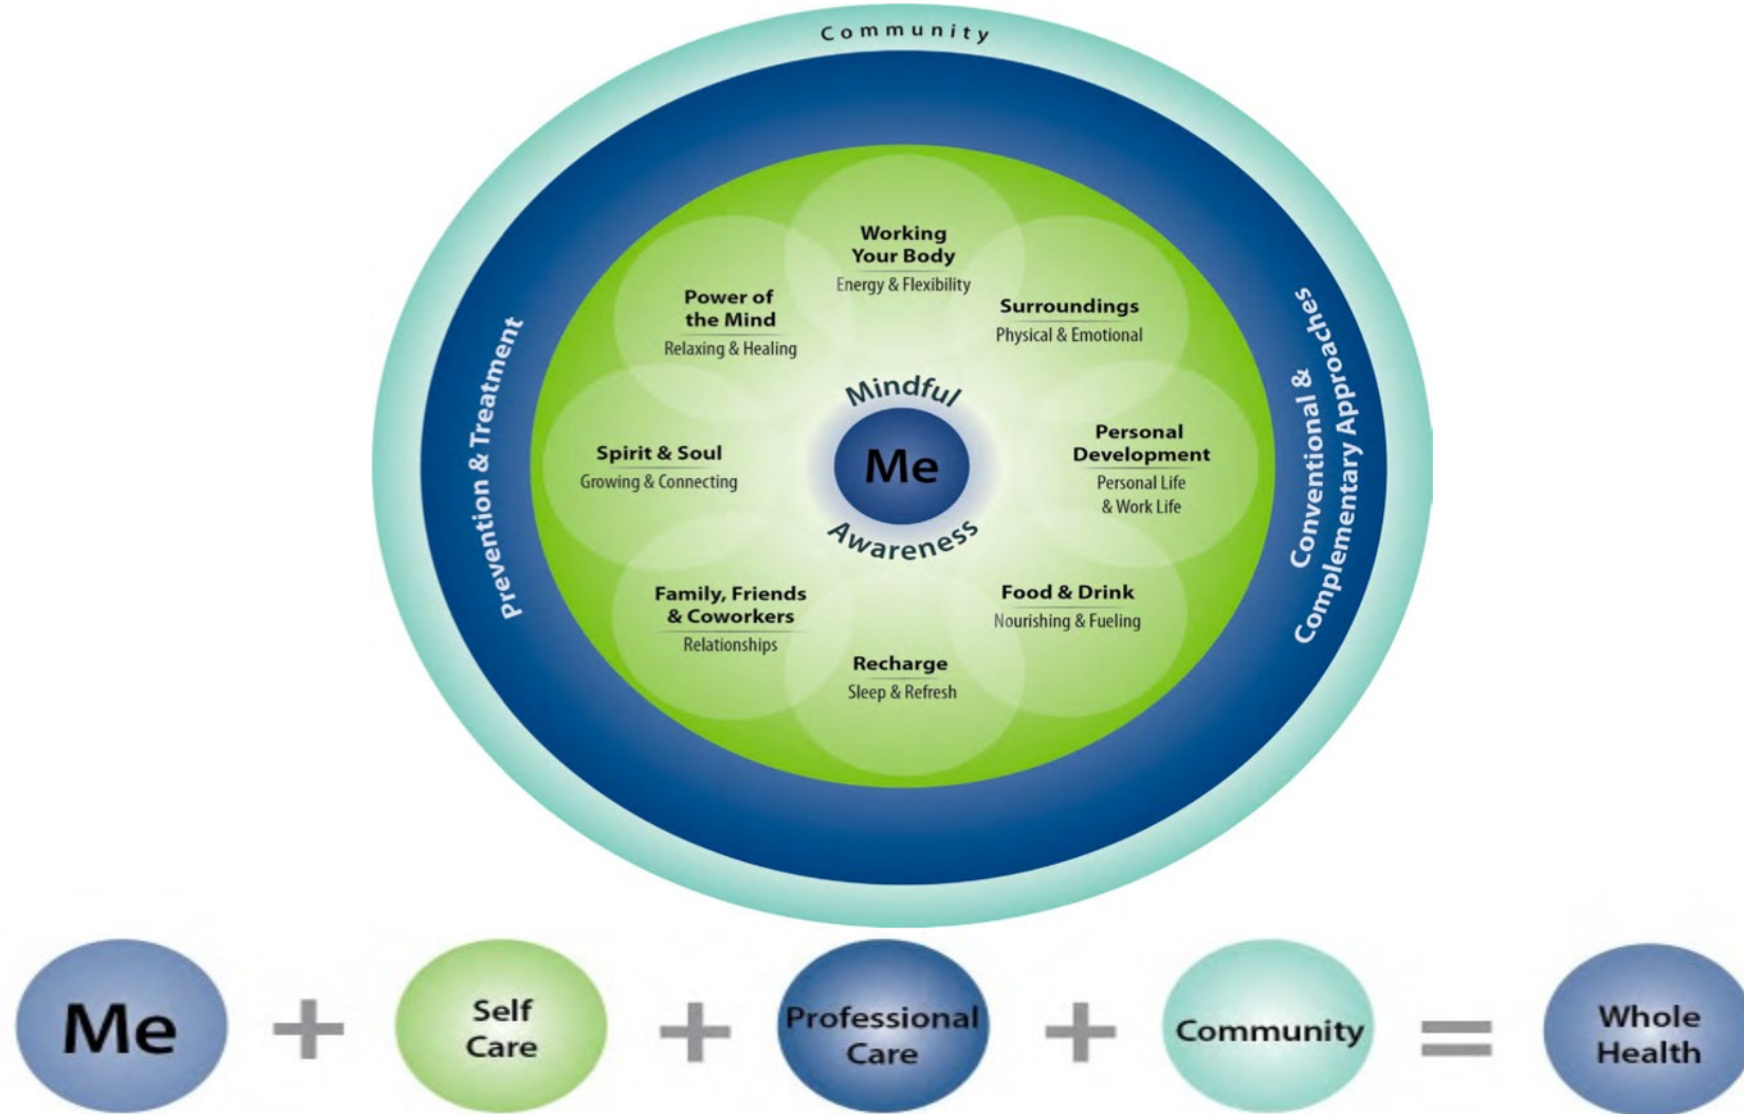 Community
Working
Your Body
Energy & Flexibility
Surroundings
Physical & Emotional
Personal
Development
Personal Life
& Work Life
Food & Drink
Nourishing & Fueling
Recharge
Sleep & Refresh
Family, Friends
& Coworkers
Relationships
Spirit & Soul
Growing & Connecting
Power of
the Mind
Relaxing & Healing
Mindful
Me
Awareness
Prevention & Treatment
Conventional &
Complementary Approaches
Me
+
Self
Care
+
Professional
Care
+
Community
=
Whole
Health